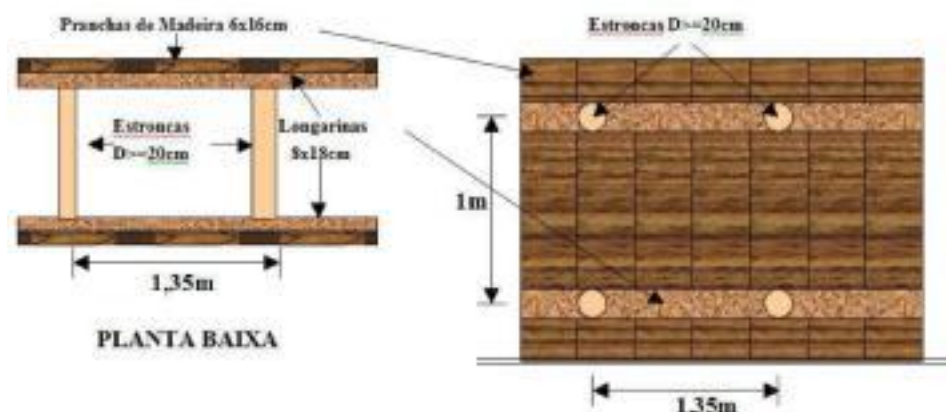 Pranchas de Madeira 6x16cm
Estroncas D>=20cm
Estroncas
D>=20cm
Longarinas
8x18cm
1m
1,35m
PLANTA BAIXA
1,35m